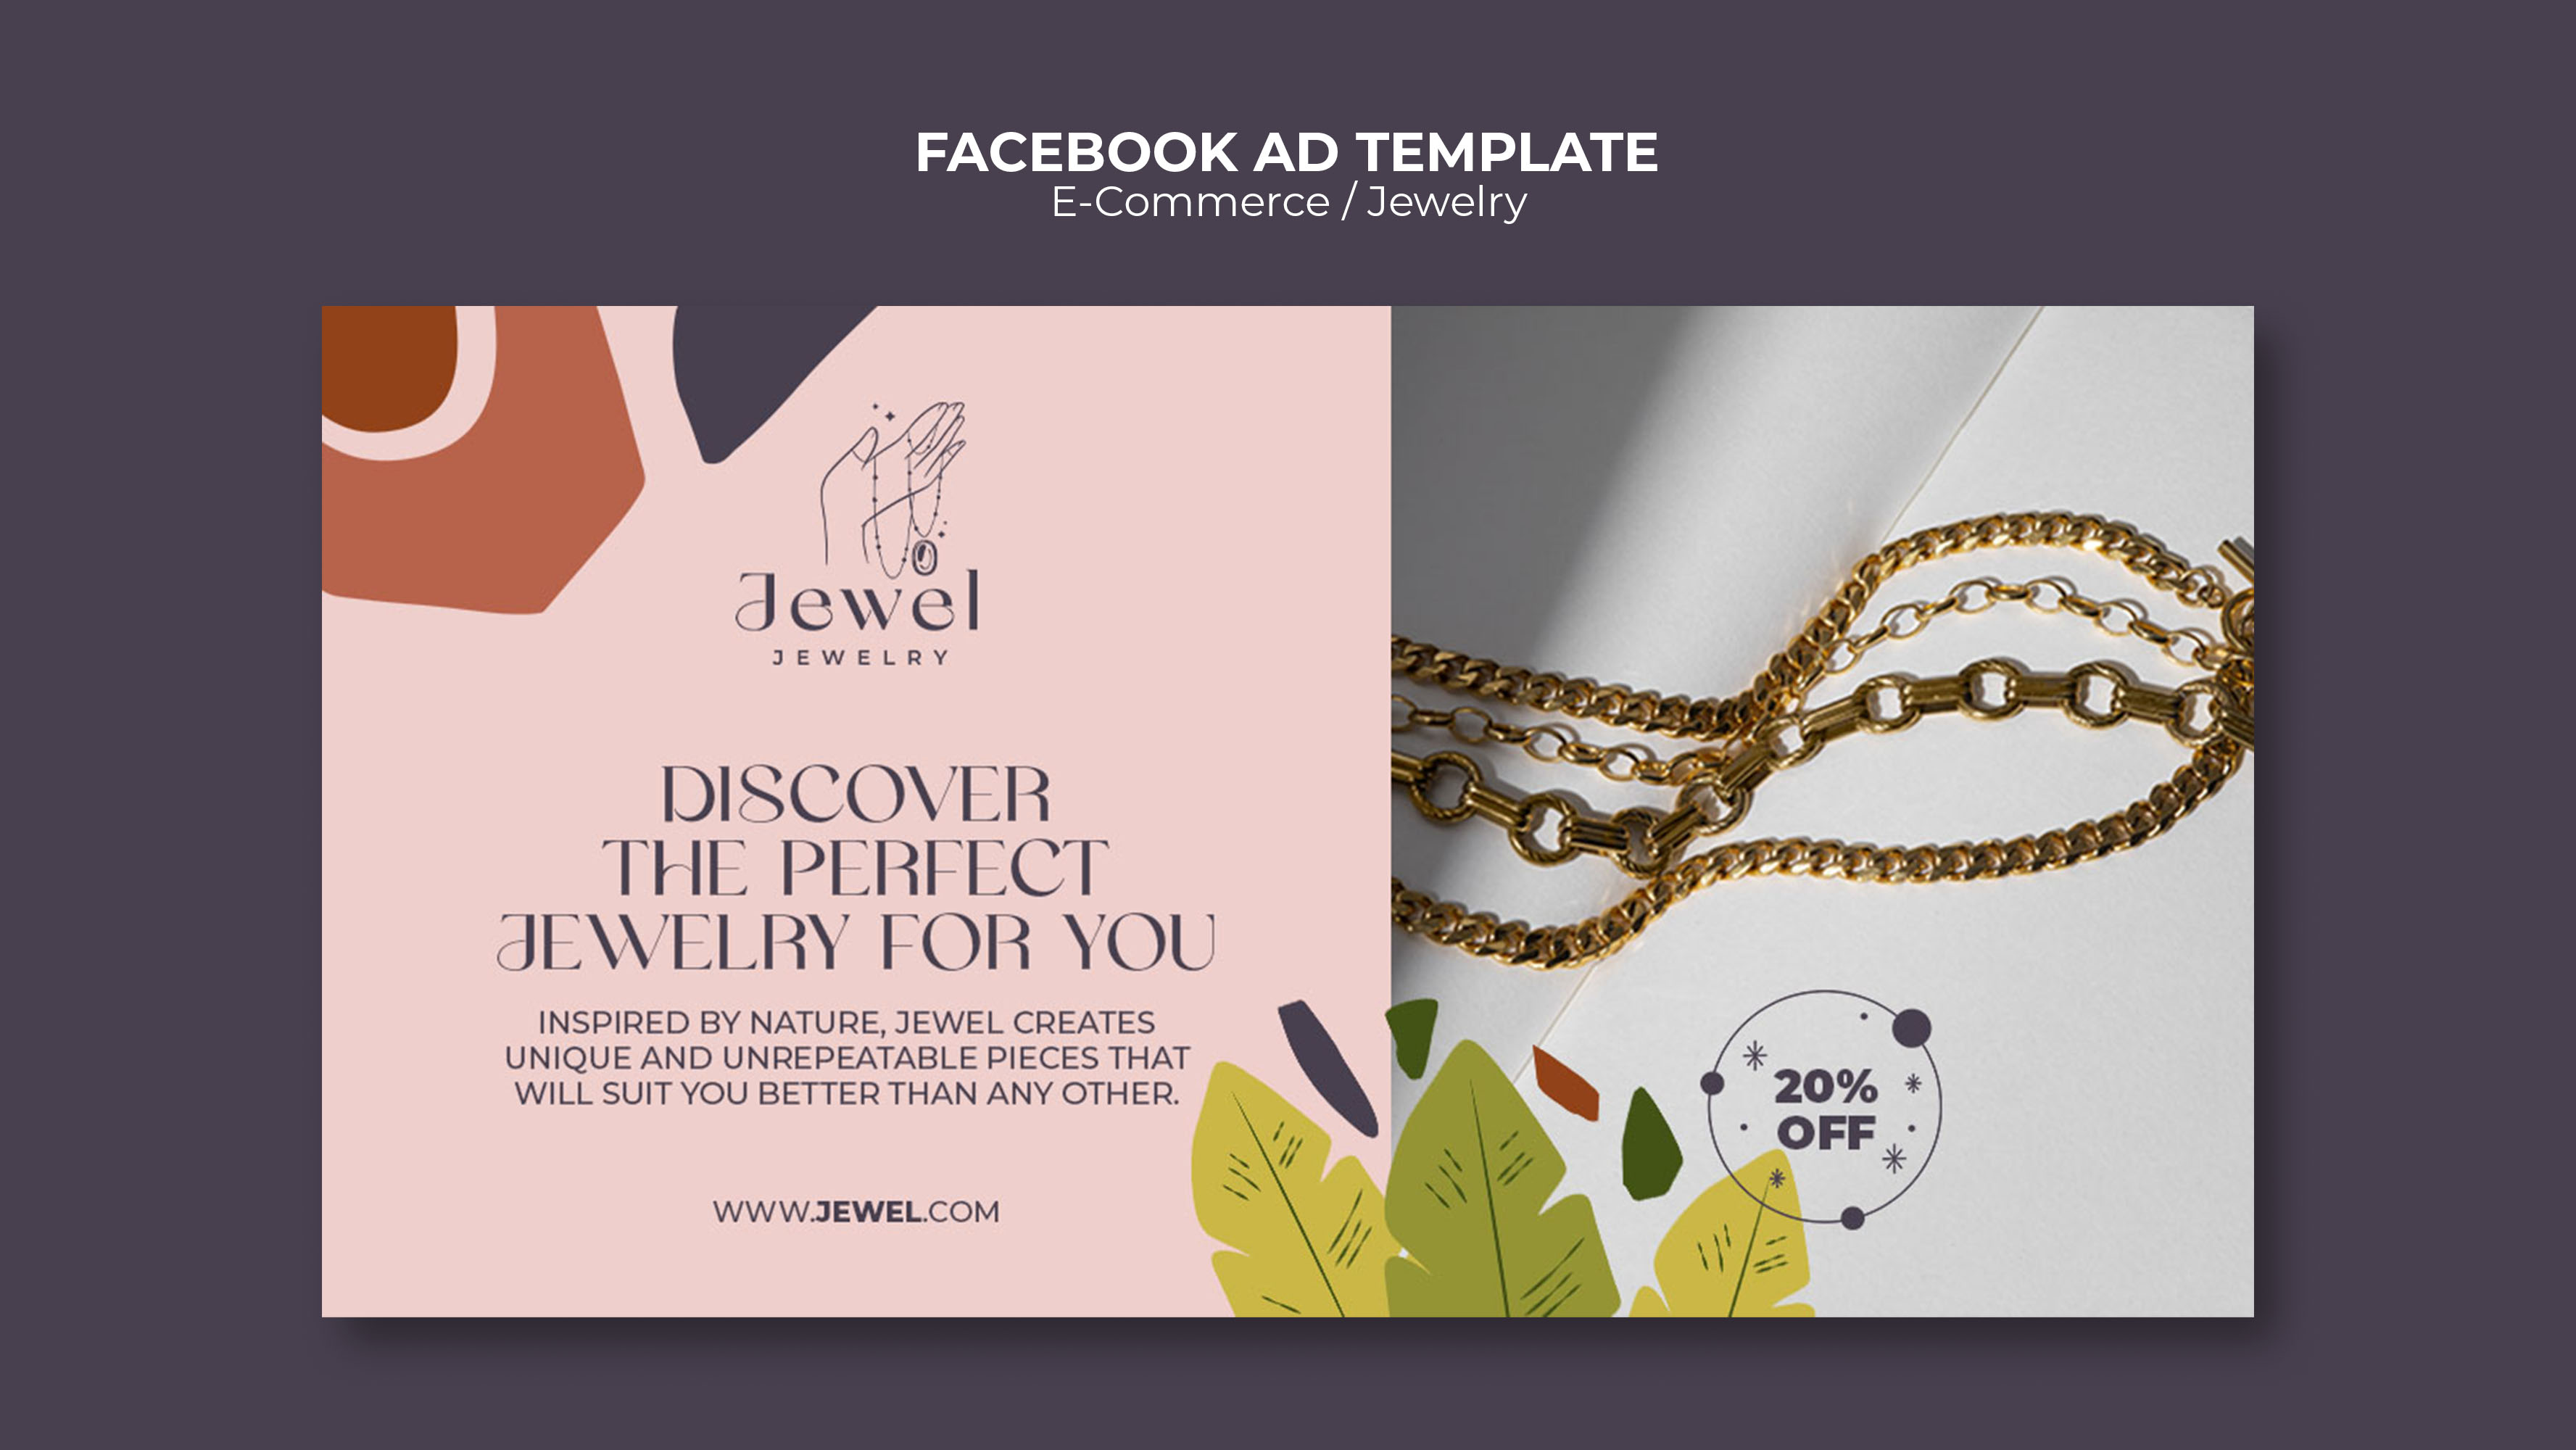 FACEBOOK AD TEMPLATE
E-Commerce / Jewelry
Jewel
JEWELRY
DISCOVER
THE PERFECT
JEWELRY FOR YOU
INSPIRED BY NATURE, JEWEL CREATES
UNIQUE AND UNREPEATABLE PIECES THAT
WILL SUIT YOU BETTER THAN ANY OTHER.
WWW.JEWEL.COM
20%
OFF